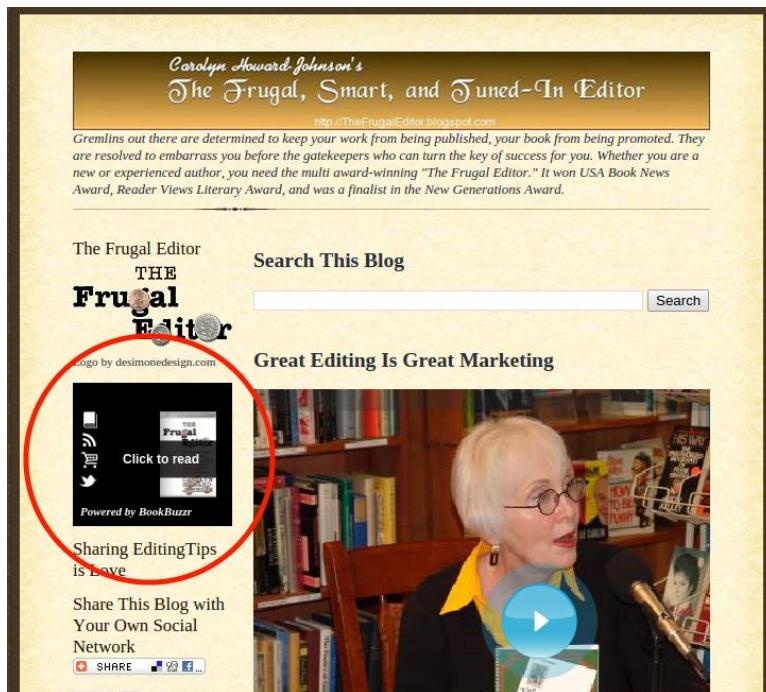 Carolyn Howard-Johnson's
The Frugal, Smart, and Tuned-In Editor
http://TheFrugalEditor.blogspot.com
Gremlins out there are determined to keep your work from being published, your book from being promoted. They
are resolved to embarrass you before the gatekeepers who can turn the key of success for you. Whether you are a
new or experienced author, you need the multi award-winning "The Frugal Editor." It won USA Book News
Award, Reader Views Literary Award, and was a finalist in the New Generations Award.
The Frugal Editor
THE
Frugal
Editor
Logo by desimonedesign.com
Click to read
Powered by BookBuzzr
Sharing EditingTips
is Love
Share This Blog with
Your Own Social
Network
SHARE
Search This Blog
Search
Great Editing Is Great Marketing
HIS WAY
HOW
TO BE
FUNNY